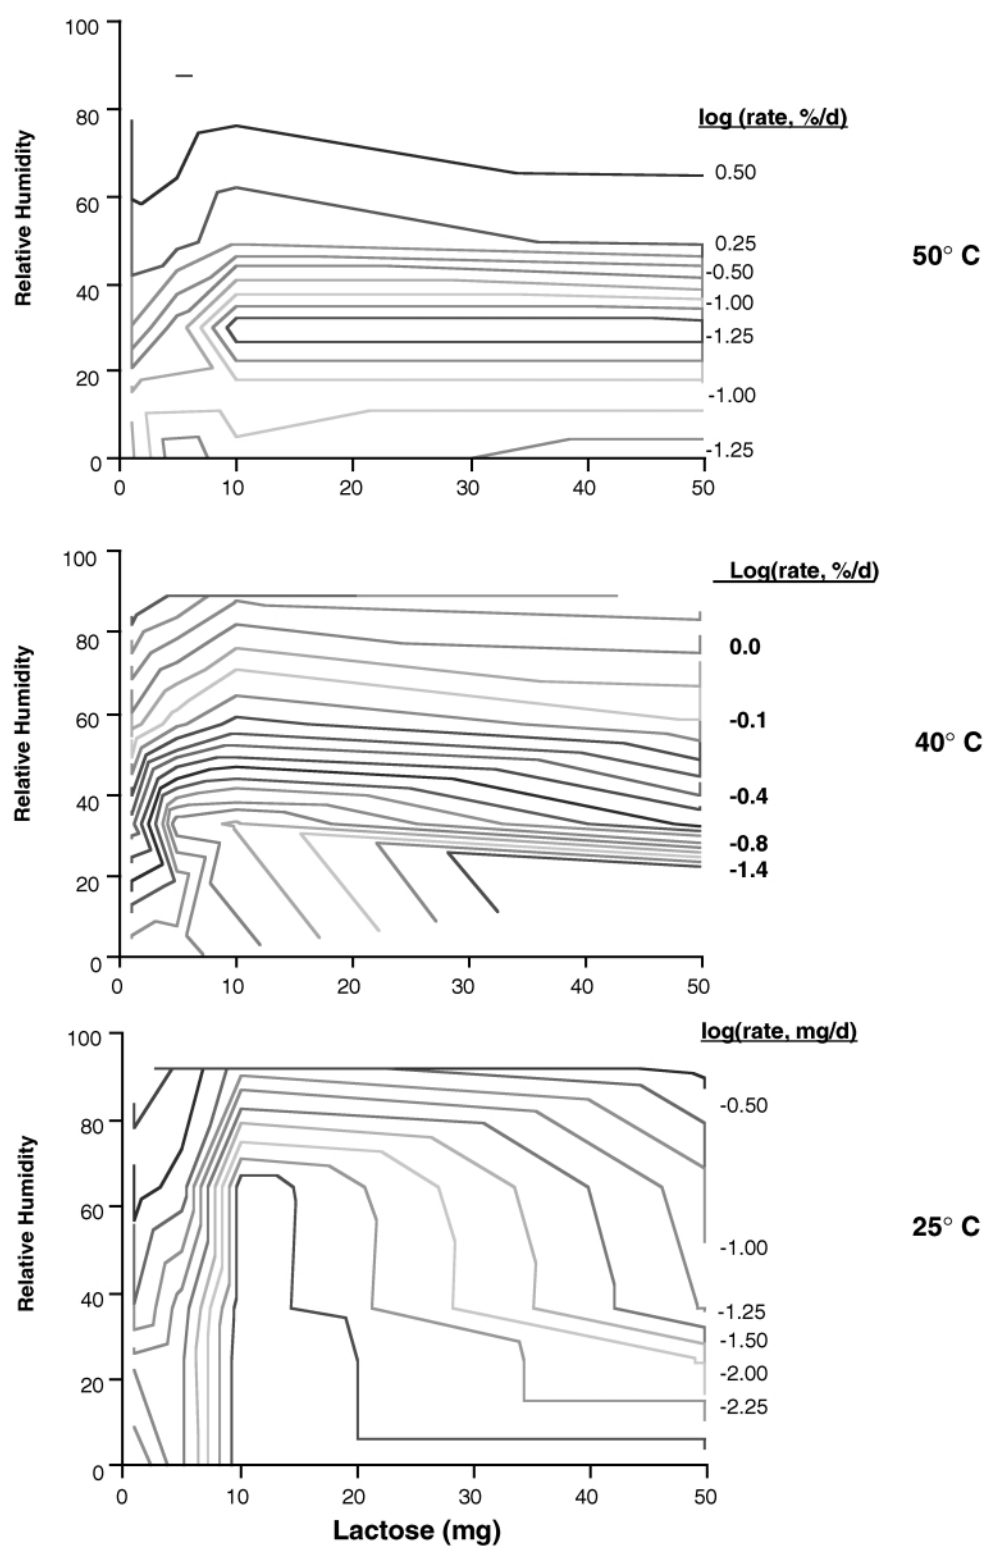 100
80
60
40
20
0
0 10 20 30 40 50
Relative Humidity
log (rate, %/d)
0.50
0.25
-0.50
-1.00
-1.25
-1.00
-1.25
50° C
100
80
60
40
20
0
0 10 20 30 40 50
Relative Humidity
Log(rate, %/d)
0.0
-0.1
-0.4
-0.8
-1.4
40° C
100
80
60
40
20
0
0 10 20 30 40 50
Relative Humidity
log(rate, mg/d)
-0.50
-1.00
-1.25
-1.50
-2.00
-2.25
25° C
Lactose (mg)